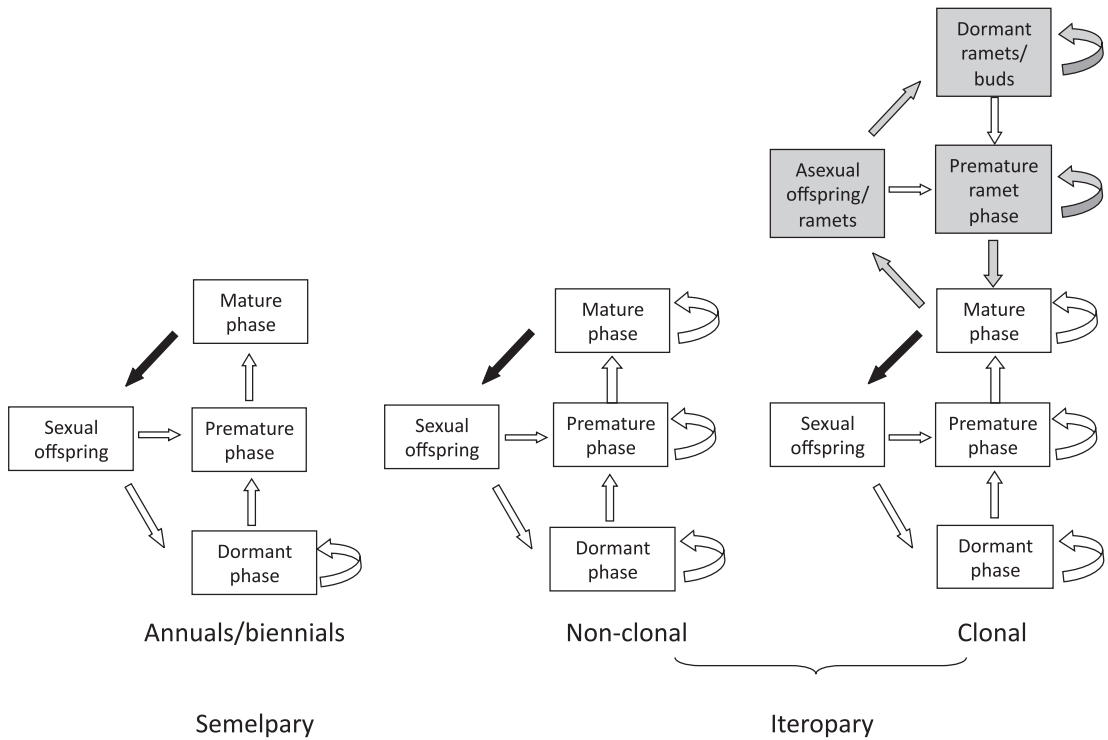 Dormant
ramets/
buds
Asexual
offspring/
ramets
Premature
ramet
phase
Mature
phase
Sexual
offspring
Premature
phase
Dormant
phase
Annuals/biennials
Mature
phase
Sexual
offspring
Premature
phase
Dormant
phase
Non-clonal
Mature
phase
Sexual
offspring
Premature
phase
Dormant
phase
Clonal
Semelpary
Iteropary